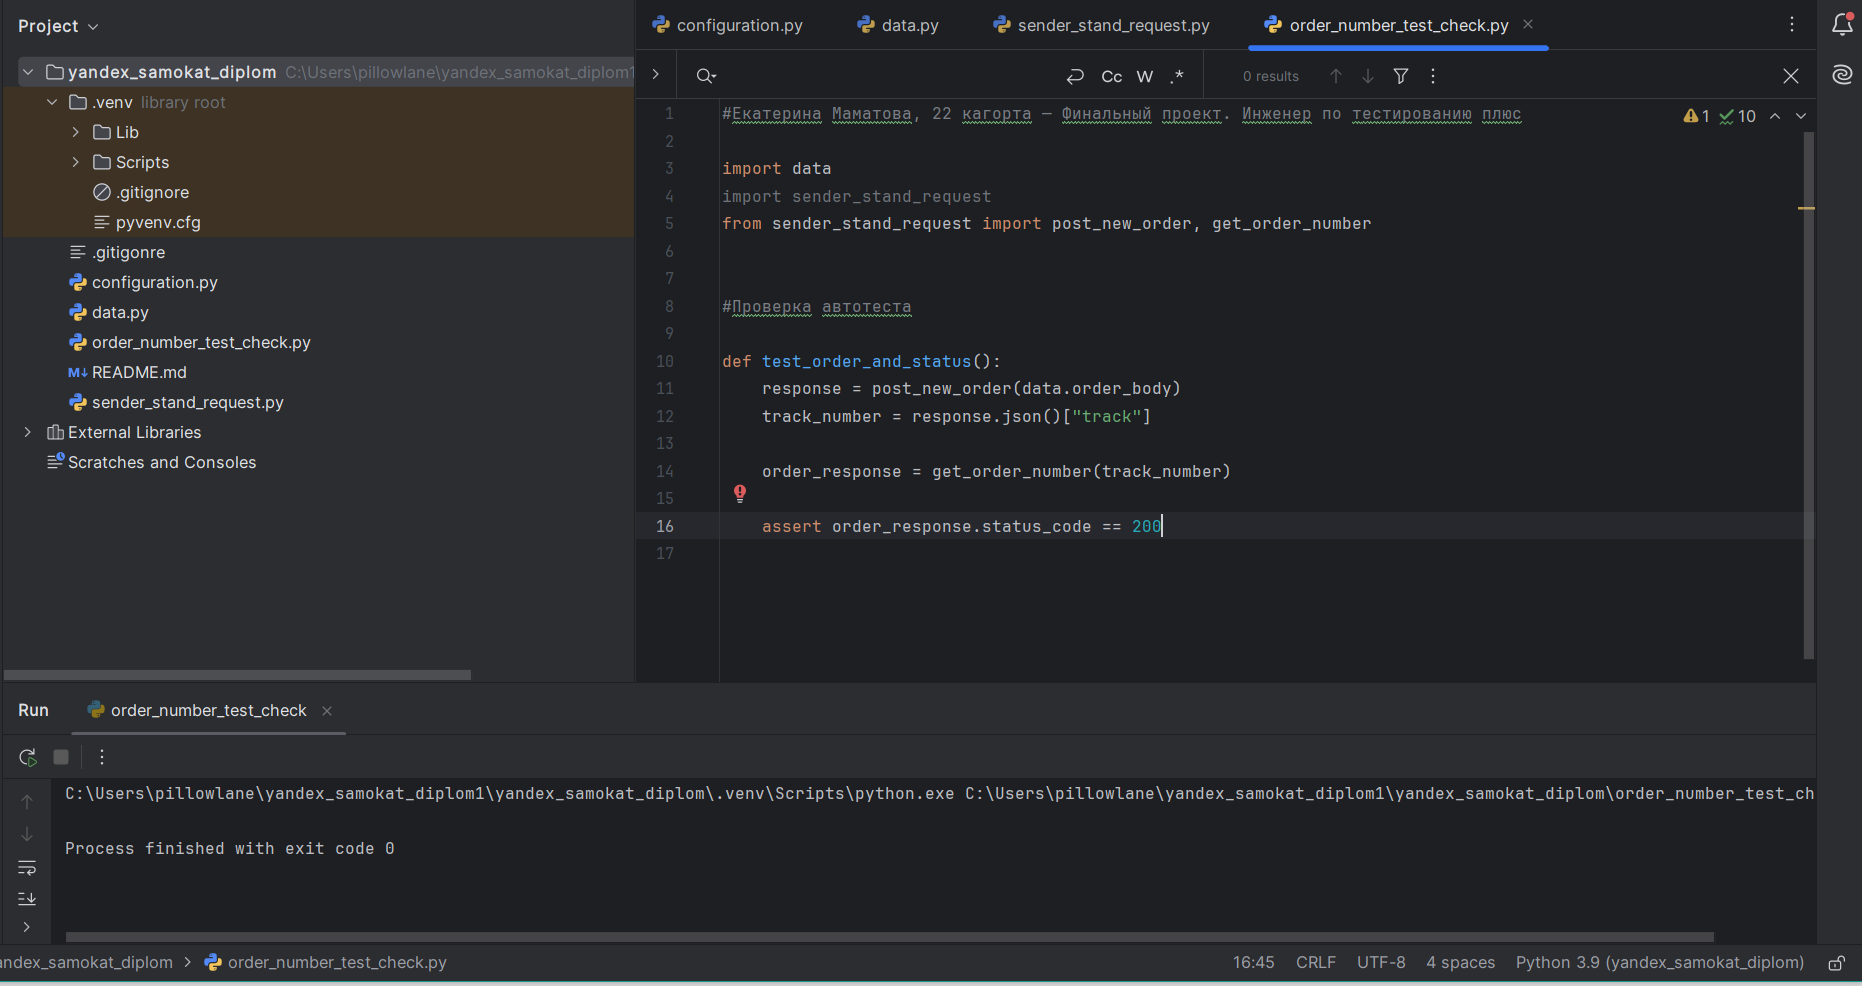 Project
yandex_samokat_diplom C:\Users\pillowlane\yandex_samokat_diplom1
.venv library root
Lib
Scripts
.gitignore
pyvenv.cfg
.gitigonre
configuration.py
data.py
order_number_test_check.py
M↓ README.md
sender_stand_request.py
External Libraries
Scratches and Consoles
configuration.py data.py sender_stand_request.py order_number_test_check.py
Cc W .* 0 results
1 #Екатерина Маматова, 22 кагорта — Финальный проект. Инженер по тестированию плюс
2
3 import data
4 import sender_stand_request
5 from sender_stand_request import post_new_order, get_order_number
6
7
8 #Проверка автотеста
9
10 def test_order_and_status():
11 response = post_new_order(data.order_body)
12 track_number = response.json()["track"]
13
14 order_response = get_order_number(track_number)
15
16 assert order_response.status_code == 200
17
1 10
Run order_number_test_check
C:\Users\pillowlane\yandex_samokat_diplom1\yandex_samokat_diplom\.venv\Scripts\python.exe C:\Users\pillowlane\yandex_samokat_diplom1\yandex_samokat_diplom\order_number_test_ch
Process finished with exit code 0
andex_samokat_diplom order_number_test_check.py
16:45 CRLF UTF-8 4 spaces Python 3.9 (yandex_samokat_diplom)